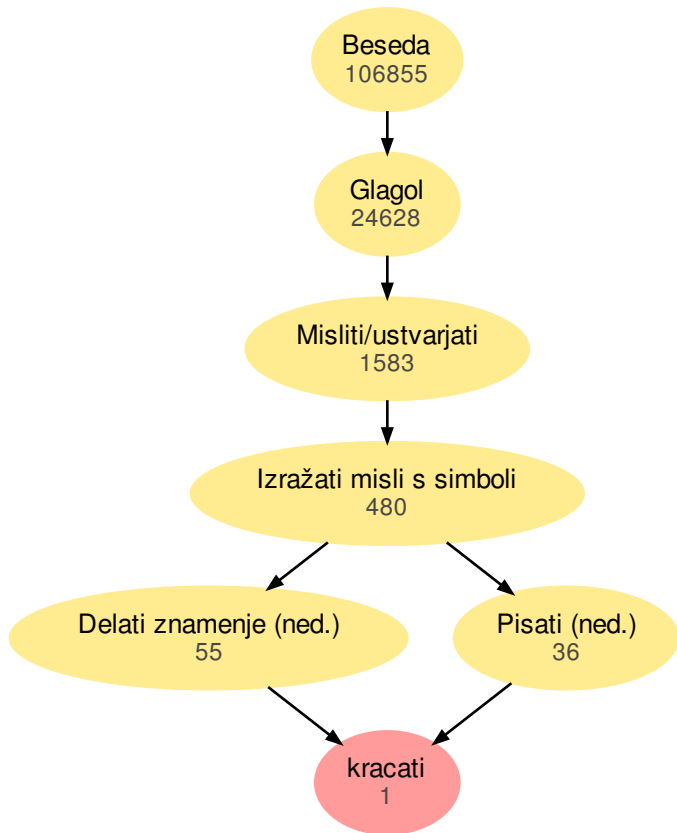 Beseda
106855
Glagol
24628
Misliti/ustvarjati
1583
Izražati misli s simboli
480
Delati znamenje (ned.)
55
Pisati (ned.)
36
kracati
1